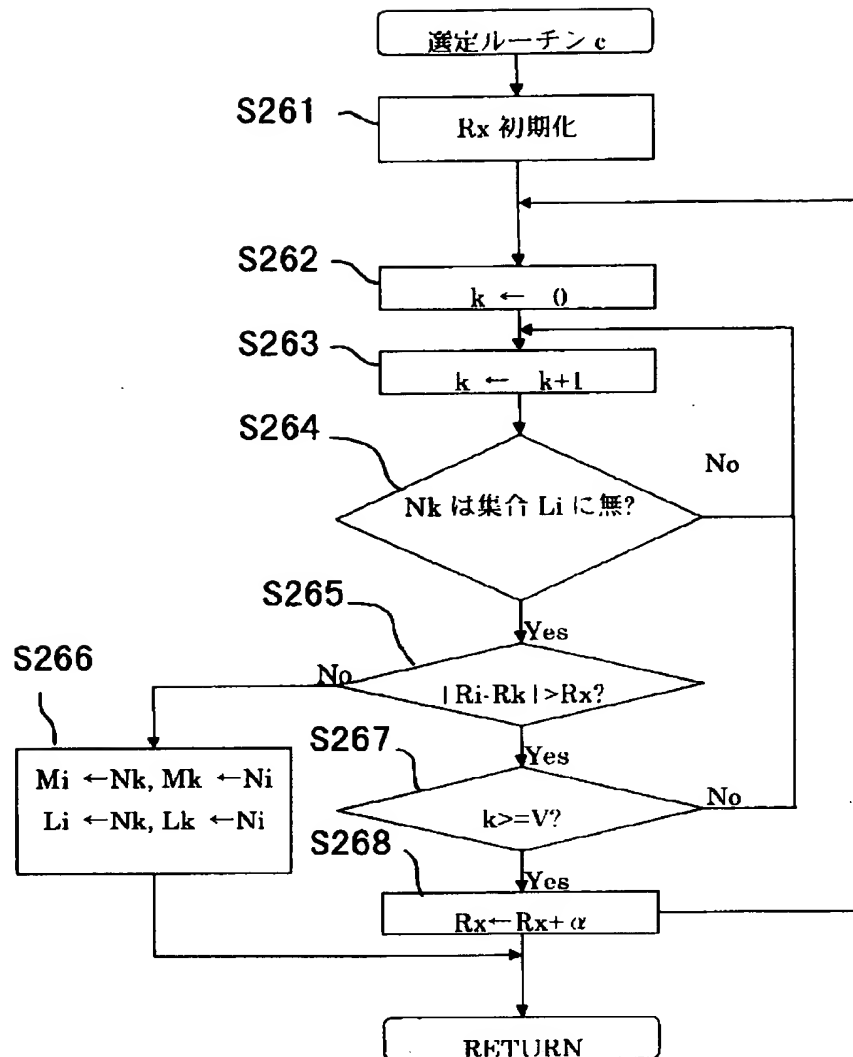 選定ルーチン c
S261
Rx 初期化
S262
k ← 0
S263
k ← k+1
S264
No
Nk は集合 Li に無?
S265
Yes
S266
No
|Ri-Rk|>Rx?
S267
Yes
Mi ←Nk, Mk ←Ni
No
Li ←Nk, Lk ←Ni
k>=V?
S268
Yes
Rx←Rx+α
RETURN